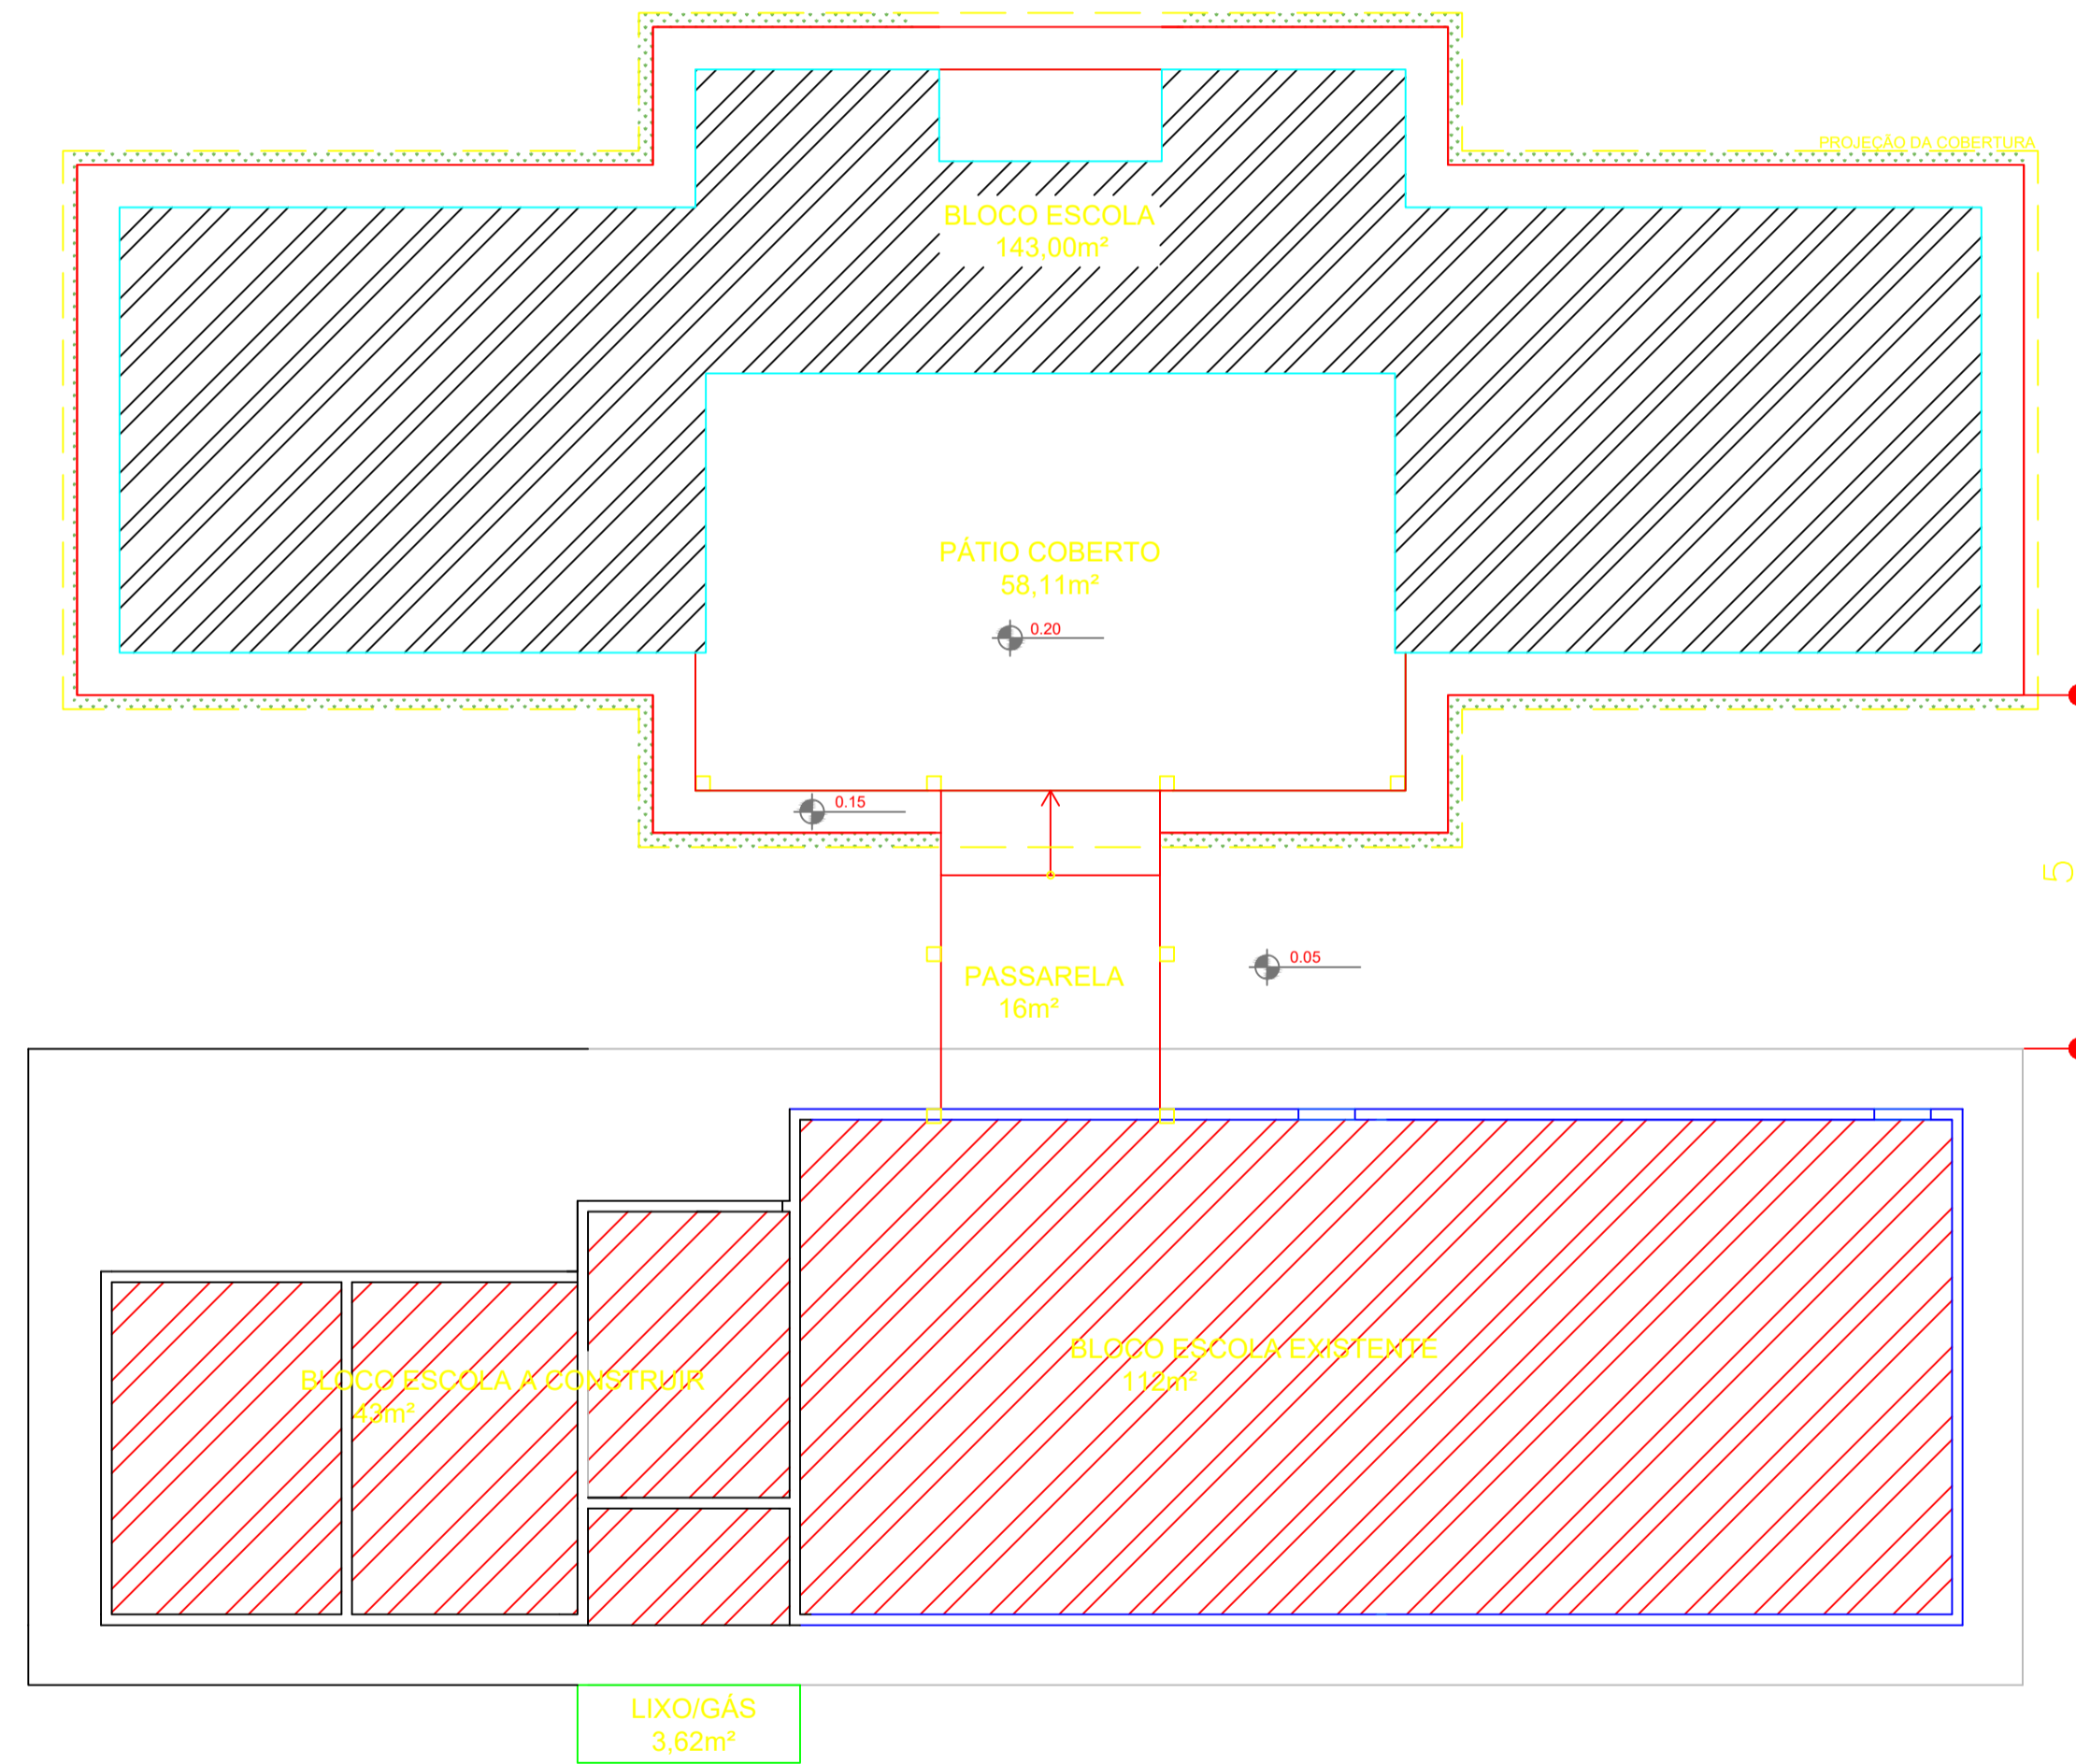 PROJEÇÃO DA COBERTURA
BLOCO ESCOLA
143,00m²
PÁTIO COBERTO
58,11m²
0.20
0.15
5
0.05
PASSARELA
16m²
BLOCO ESCOLA EXISTENTE
112m²
BLOCO ESCOLA A CONSTRUIR
43m²
LIXO/GÁS
3,62m²